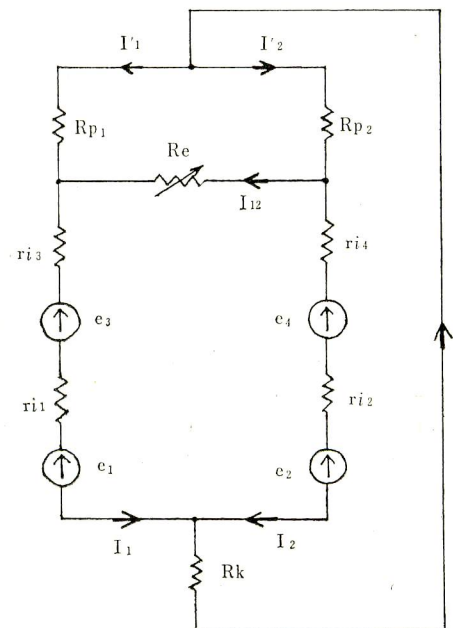 I'1 I'2
Rp1 Rp2
Re
I12
ri3 ri4
e3 e4
ri1 ri2
e1 e2
I1 I2
Rk